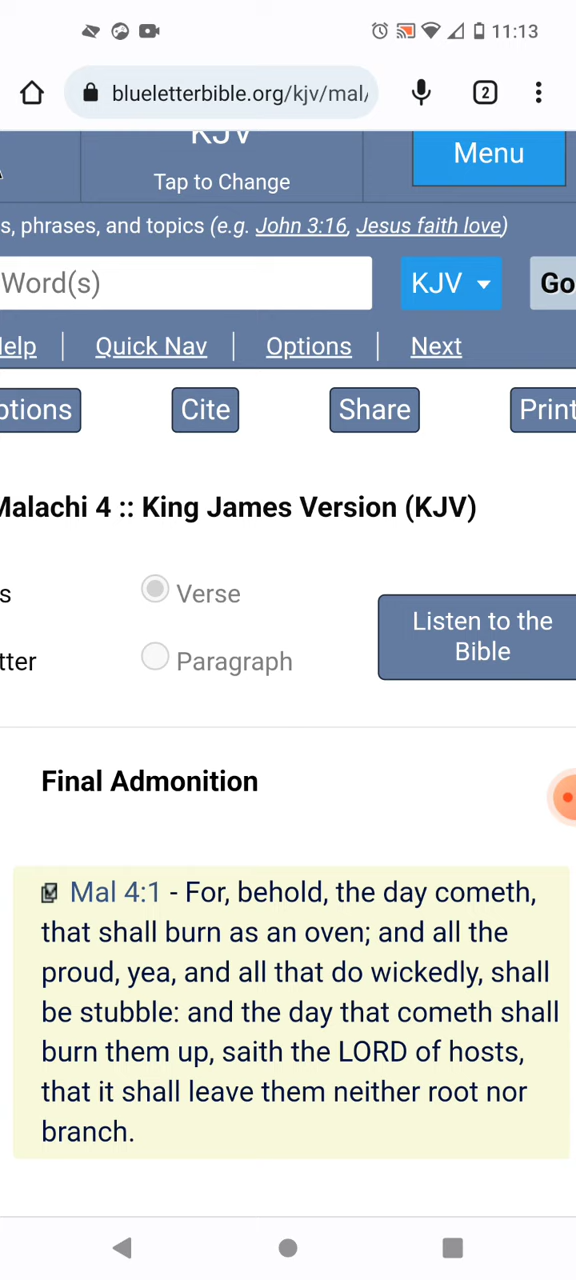 11:13
blueletterbible.org/kjv/mal/
2
KJV
Tap to Change
Menu
s, phrases, and topics (e.g. John 3:16, Jesus faith love)
Word(s)
KJV
Go
elp | Quick Nav | Options | Next
ptions
Cite
Share
Print
Malachi 4 :: King James Version (KJV)
s
Verse
Listen to the
Bible
tter
Paragraph
Final Admonition
Mal 4:1 - For, behold, the day cometh,
that shall burn as an oven; and all the
proud, yea, and all that do wickedly, shall
be stubble: and the day that cometh shall
burn them up, saith the LORD of hosts,
that it shall leave them neither root nor
branch.